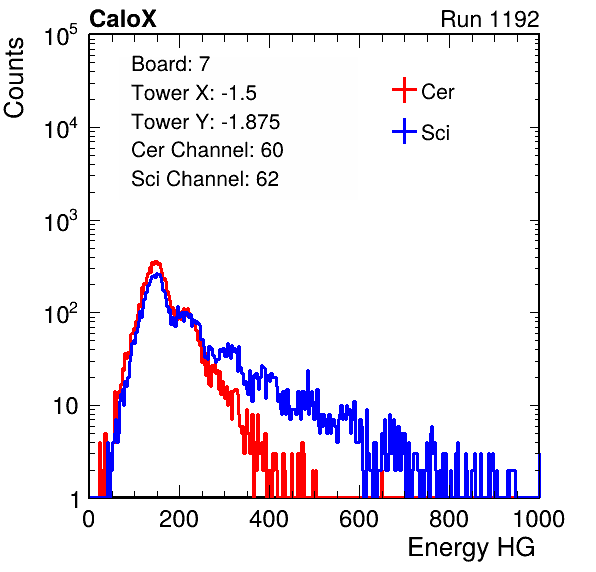 CaloX Run 1192
Counts
10^5
10^4
10^3
10^2
10
1
Board: 7
Tower X: -1.5
Tower Y: -1.875
Cer Channel: 60
Sci Channel: 62
Cer
Sci
0 200 400 600 800 1000
Energy HG